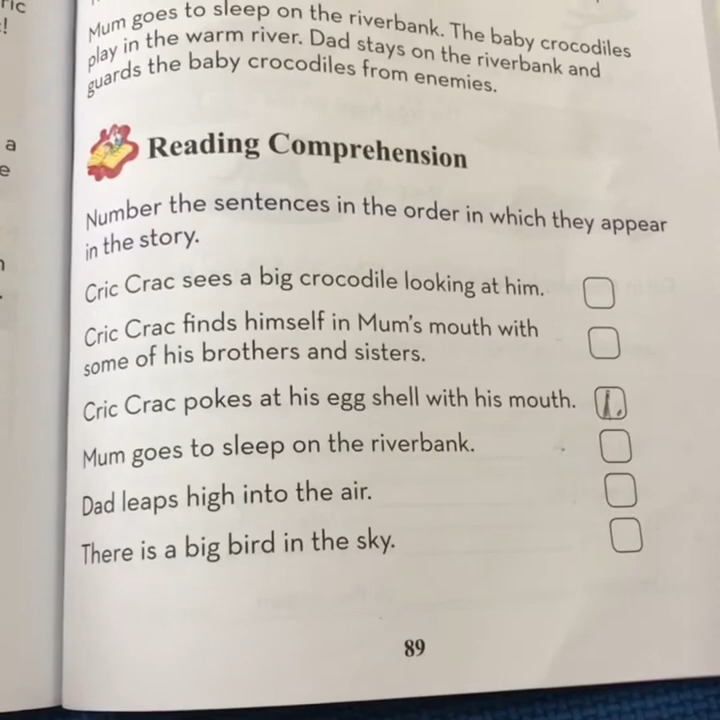 ric
Mum goes to sleep on the riverbank. The baby crocodiles
play in the warm river. Dad stays on the riverbank and
guards the baby crocodiles from enemies.
a
Reading Comprehension
Number the sentences in the order in which they appear
in the story.
Cric Crac sees a big crocodile looking at him.
Cric Crac finds himself in Mum's mouth with
some of his brothers and sisters.
Cric Crac pokes at his egg shell with his mouth. 1.
Mum goes to sleep on the riverbank.
Dad leaps high into the air.
There is a big bird in the sky.
89